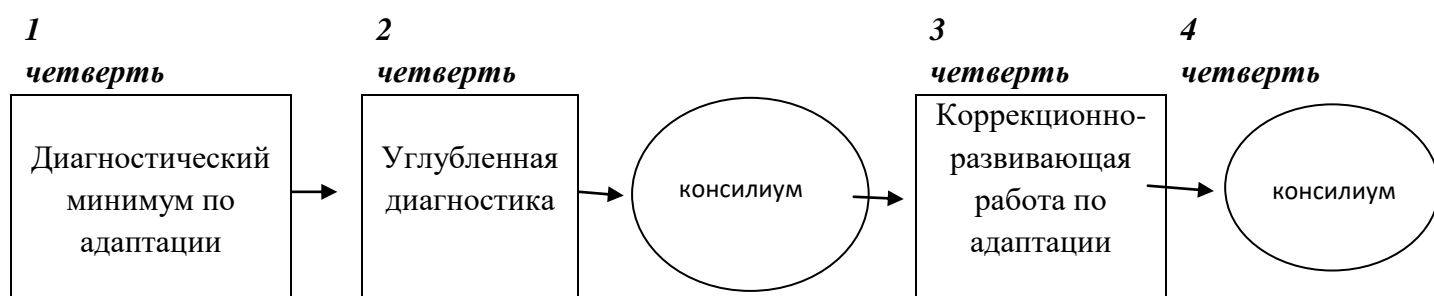 1
четверть
2
четверть
3
четверть
4
четверть
Диагностический
минимум по
адаптации
Углубленная
диагностика
консилиум
Коррекционно-
развивающая
работа по
адаптации
консилиум